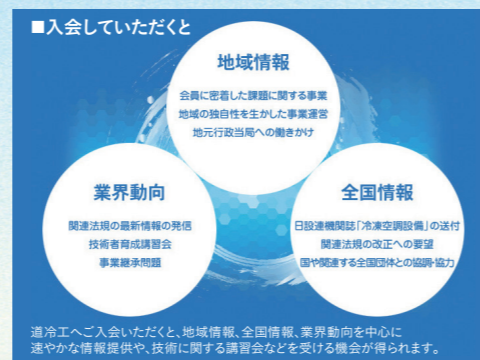 ■入会していただくと
地域情報
会員に密着した課題に関する事業
地域の独自性を生かした事業運営
地元行政当局への働きかけ
業界動向
関連法規の最新情報の発信
技術者育成講習会
事業継承問題
全国情報
日設連機関誌「冷凍空調設備」の送付
関連法規の改正への要望
国や関連する全国団体との協調・協力
道冷工へご入会いただくと、地域情報、全国情報、業界動向を中心に
速やかな情報提供や、技術に関する講習会などを受ける機会が得られます。